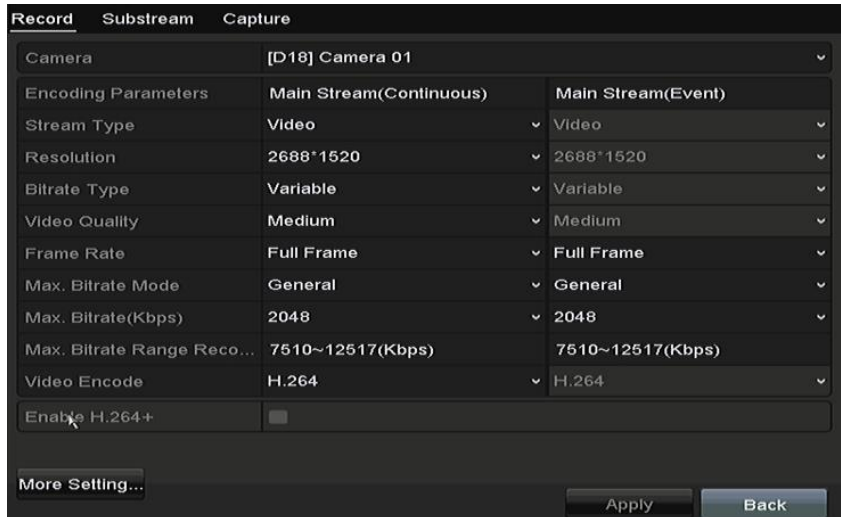 Record Substream Capture
Camera [D18] Camera 01
Encoding Parameters Main Stream(Continuous) Main Stream(Event)
Stream Type Video Video
Resolution 2688*1520 2688*1520
Bitrate Type Variable Variable
Video Quality Medium Medium
Frame Rate Full Frame Full Frame
Max. Bitrate Mode General General
Max. Bitrate(Kbps) 2048 2048
Max. Bitrate Range Reco... 7510~12517(Kbps) 7510~12517(Kbps)
Video Encode H.264 H.264
Enable H.264+
More Setting...
Apply Back